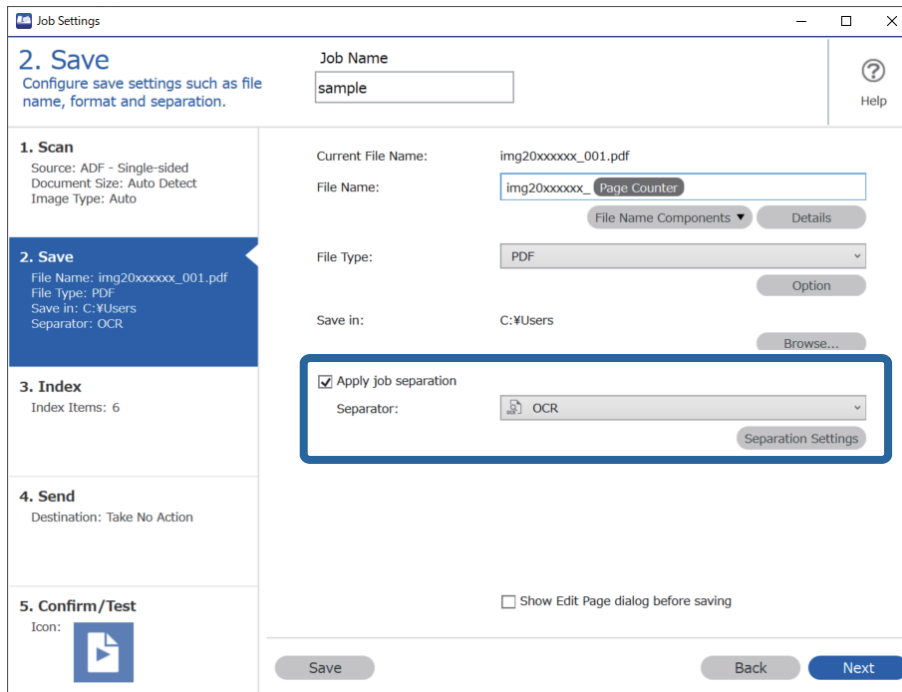 Job Settings
2. Save
Configure save settings such as file
name, format and separation.
Job Name
sample
?
Help
1. Scan
Source: ADF - Single-sided
Document Size: Auto Detect
Image Type: Auto
2. Save
File Name: img20xxxxxx_001.pdf
File Type: PDF
Save in: C:¥Users
Separator: OCR
3. Index
Index Items: 6
4. Send
Destination: Take No Action
5. Confirm/Test
Icon:
Current File Name: img20xxxxxx_001.pdf
File Name: img20xxxxxx_ Page Counter
File Name Components ▼ Details
File Type: PDF
Option
Save in: C:¥Users
Browse...
Apply job separation
Separator: OCR
Separation Settings
Show Edit Page dialog before saving
Save Back Next